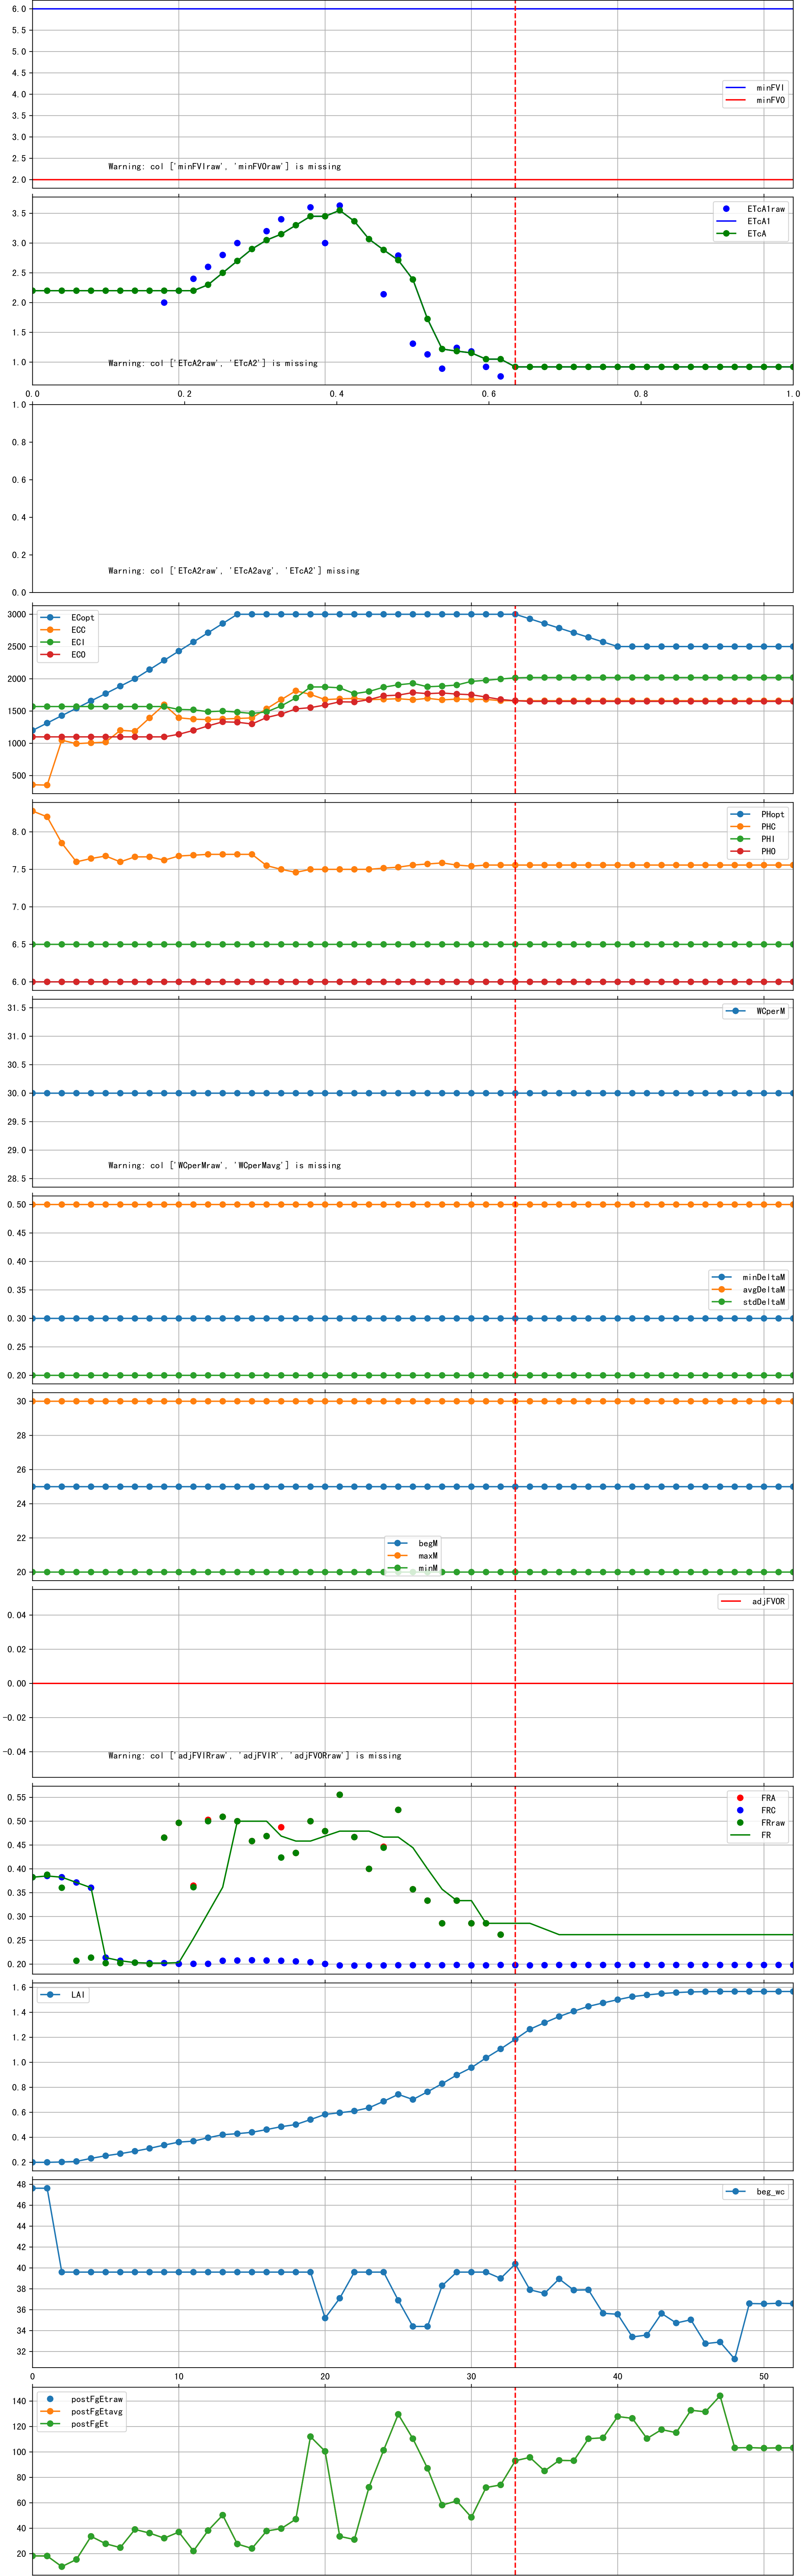 6.0
5.5
5.0
4.5
4.0
3.5
3.0
2.5
2.0
minFVI
minFVO
Warning: col ['minFVIraw', 'minFVOraw'] is missing
3.5
3.0
2.5
2.0
1.5
1.0
ETcA1raw
ETcA1
ETcA
Warning: col ['ETcA2raw', 'ETcA2'] is missing
0.0 0.2 0.4 0.6 0.8 1.0
1.0
0.8
0.6
0.4
0.2
0.0
Warning: col ['ETcA2raw', 'ETcA2avg', 'ETcA2'] missing
3000
2500
2000
1500
1000
500
ECopt
ECC
ECI
ECO
8.0
7.5
7.0
6.5
6.0
PHopt
PHC
PHI
PHO
31.5
31.0
30.5
30.0
29.5
29.0
28.5
WCperM
Warning: col ['WCperMraw', 'WCperMavg'] is missing
0.50
0.45
0.40
0.35
0.30
0.25
0.20
minDeltaM
avgDeltaM
stdDeltaM
30
28
26
24
22
20
begM
maxM
minM
0.04
0.02
0.00
−0.02
−0.04
adjFVOR
Warning: col ['adjFVIRraw', 'adjFVIR', 'adjFVORraw'] is missing
0.55
0.50
0.45
0.40
0.35
0.30
0.25
0.20
FRA
FRC
FRraw
FR
1.6
1.4
1.2
1.0
0.8
0.6
0.4
0.2
LAI
48
46
44
42
40
38
36
34
32
beg_wc
0 10 20 30 40 50
140
120
100
80
60
40
20
postFgEtraw
postFgEtavg
postFgEt